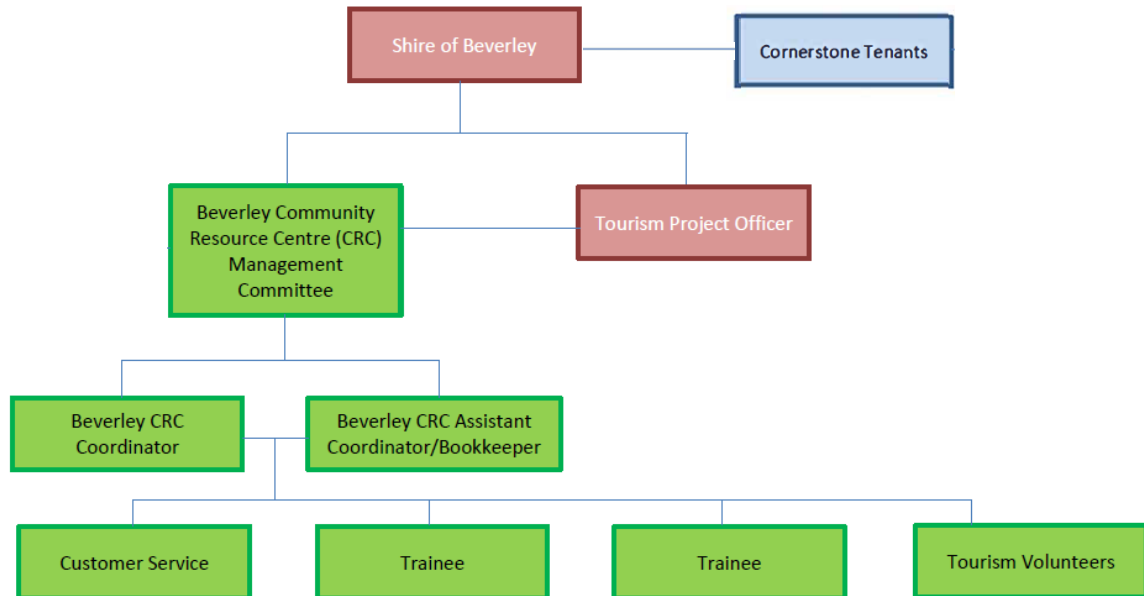 Shire of Beverley
Cornerstone Tenants
Beverley Community
Resource Centre (CRC)
Management
Committee
Tourism Project Officer
Beverley CRC
Coordinator
Beverley CRC Assistant
Coordinator/Bookkeeper
Customer Service
Trainee
Trainee
Tourism Volunteers